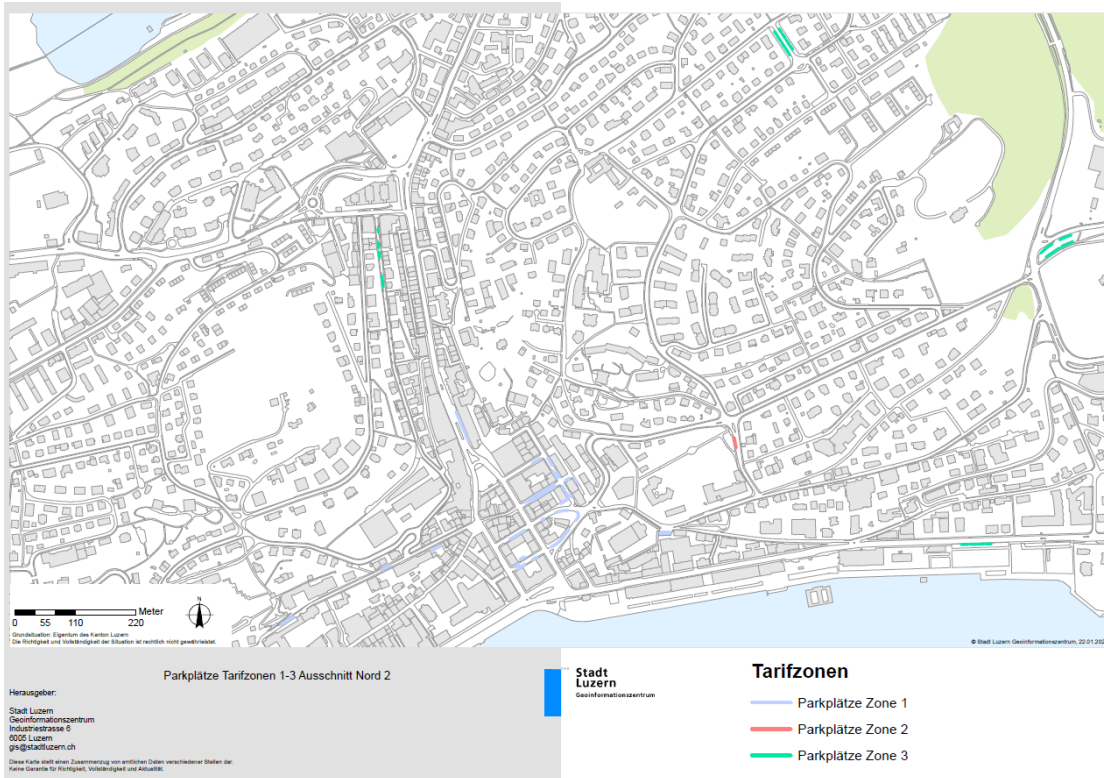 N
Meter
0 55 110 220
Grundsituation: Eigentum des Kanton Luzern
Die Richtigkeit und Vollständigkeit der Situation ist rechtlich nicht gewährleistet.
© Stadt Luzern Geoinformationszentrum, 22.01.202
Parkplätze Tarifzonen 1-3 Ausschnitt Nord 2
Herausgeber:
Stadt Luzern
Geoinformationszentrum
Industriestrasse 6
6005 Luzern
gis@stadtluzern.ch
Diese Karte stellt einen Zusammenzug von amtlichen Daten verschiedener Stellen dar.
Keine Garantie für Richtigkeit, Vollständigkeit und Aktualität.
Stadt
Luzern
Geoinformationszentrum
Tarifzonen
Parkplätze Zone 1
Parkplätze Zone 2
Parkplätze Zone 3